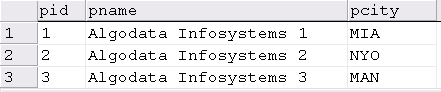 pid pname pcity
1 1 Algodata Infosystems 1 MIA
2 2 Algodata Infosystems 2 NYO
3 3 Algodata Infosystems 3 MAN